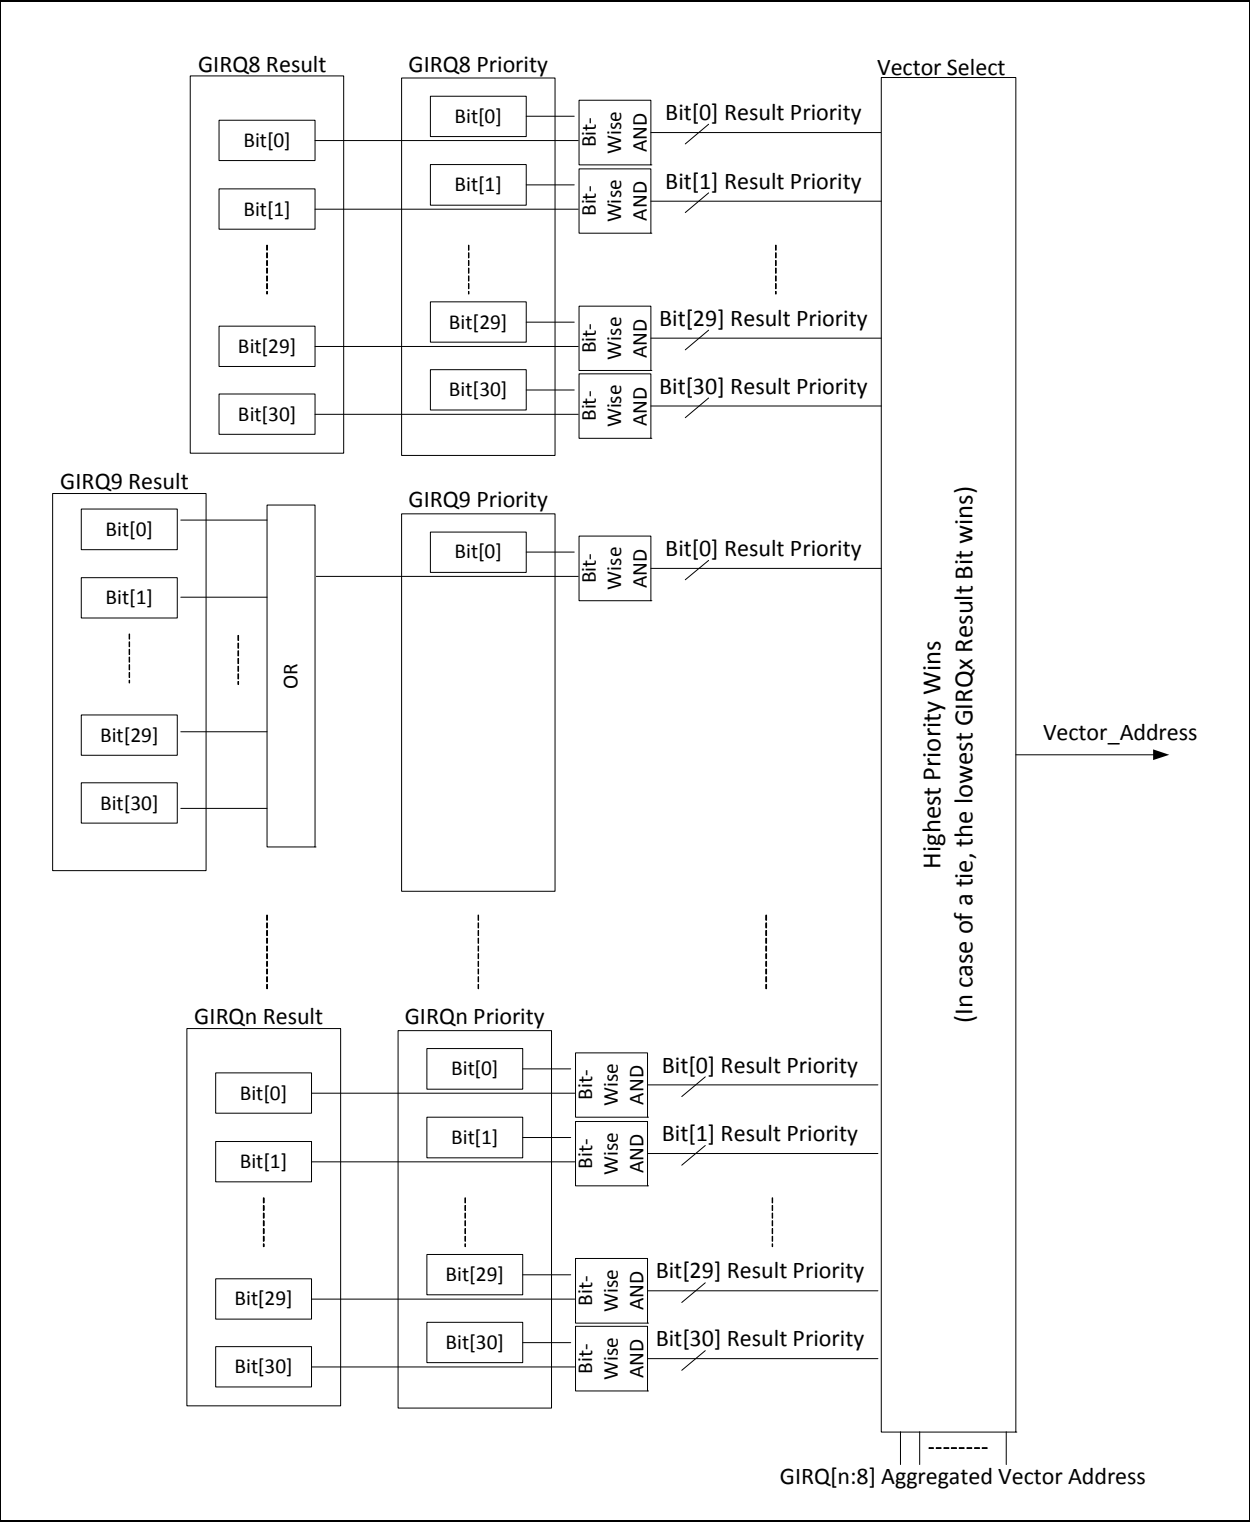 GIRQ8 Result
GIRQ8 Priority
Vector Select
Bit[0]
Bit[0]
Bit-
Wise
AND
Bit[0] Result Priority
Bit[1]
Bit[1]
Bit-
Wise
AND
Bit[1] Result Priority
Bit[29]
Bit[29]
Bit-
Wise
AND
Bit[29] Result Priority
Bit[30]
Bit[30]
Bit-
Wise
AND
Bit[30] Result Priority
GIRQ9 Result
GIRQ9 Priority
Bit[0]
Bit[1]
Bit[29]
Bit[30]
OR
Bit[0]
Bit-
Wise
AND
Bit[0] Result Priority
Highest Priority Wins
(In case of a tie, the lowest GIRQx Result Bit wins)
Vector_Address
GIRQn Result
GIRQn Priority
Bit[0]
Bit[0]
Bit-
Wise
AND
Bit[0] Result Priority
Bit[1]
Bit[1]
Bit-
Wise
AND
Bit[1] Result Priority
Bit[29]
Bit[29]
Bit-
Wise
AND
Bit[29] Result Priority
Bit[30]
Bit[30]
Bit-
Wise
AND
Bit[30] Result Priority
GIRQ[n:8] Aggregated Vector Address